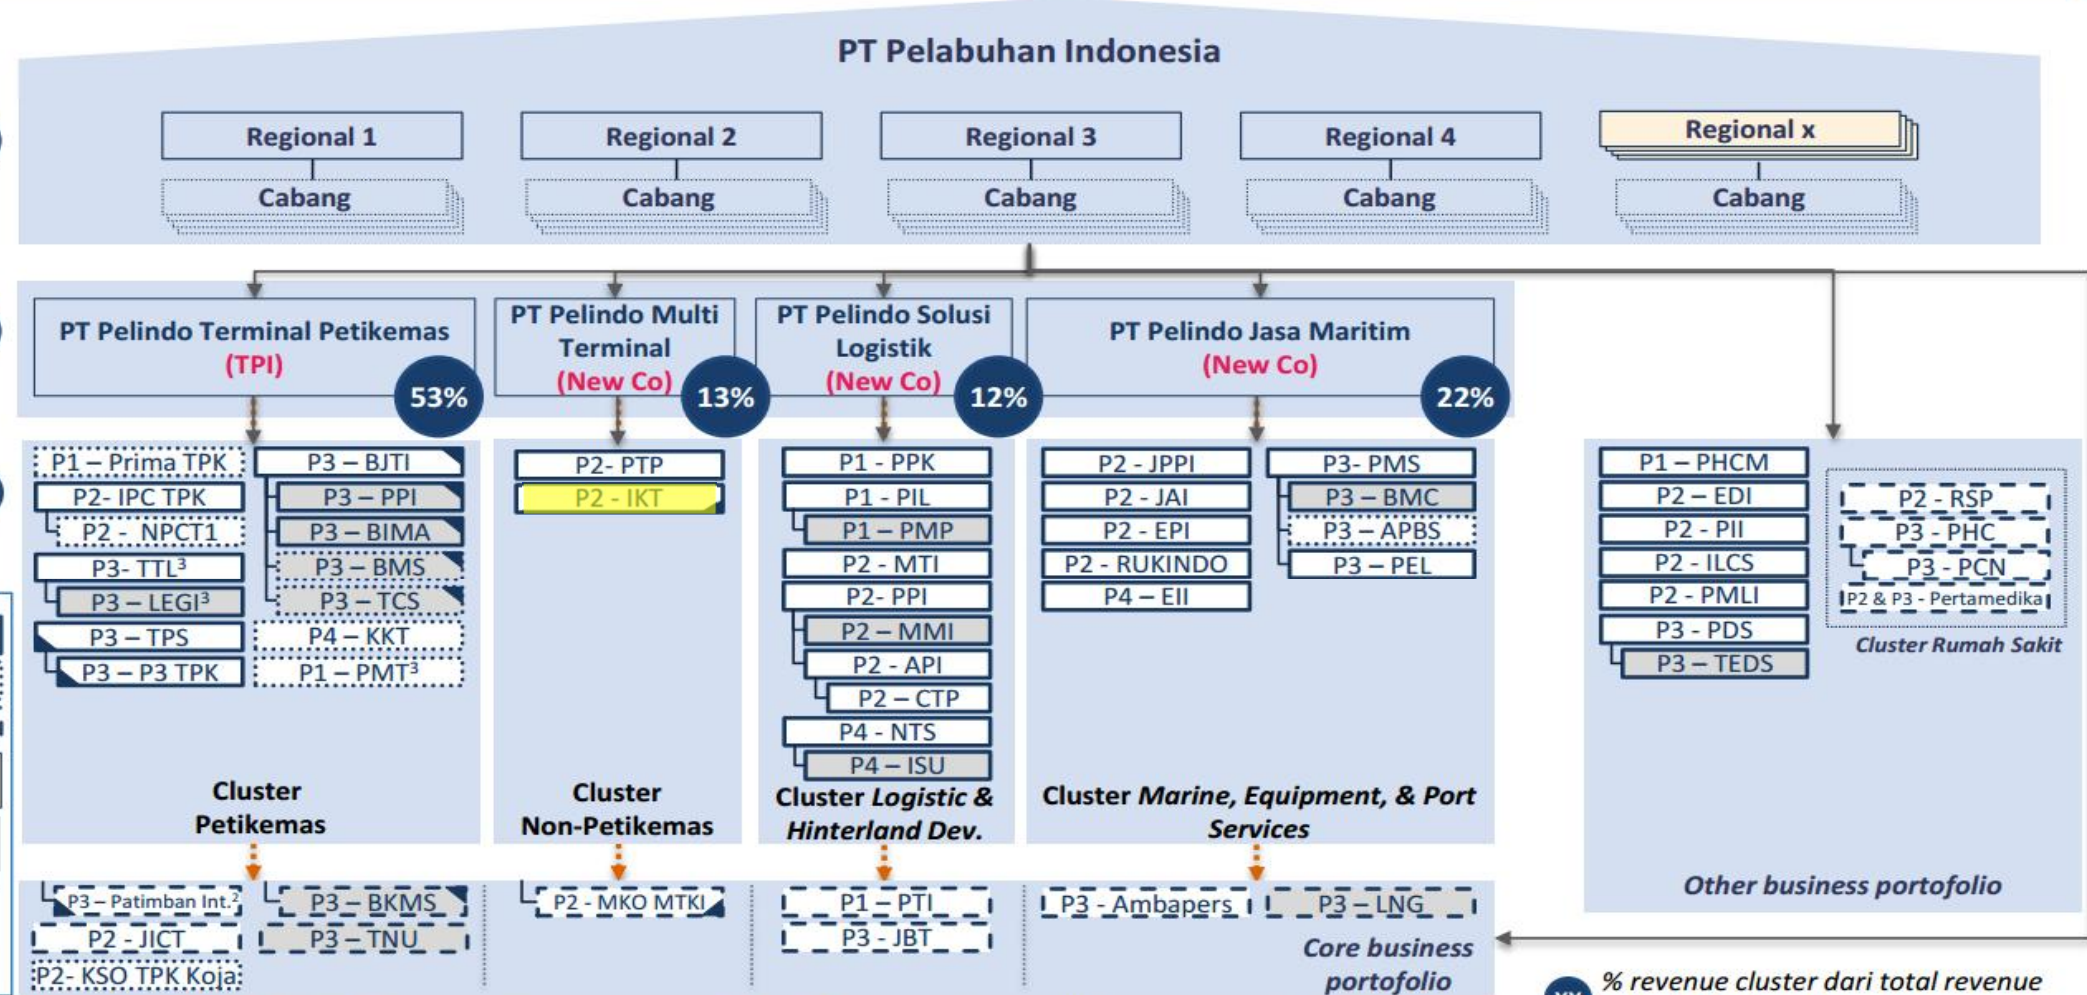 PT Pelabuhan Indonesia
Regional 1
Regional 2
Regional 3
Regional 4
Regional x
Cabang
Cabang
Cabang
Cabang
Cabang
PT Pelindo Terminal Petikemas
(TPI)
53%
PT Pelindo Multi
Terminal
(New Co)
13%
PT Pelindo Solusi
Logistik
(New Co)
12%
PT Pelindo Jasa Maritim
(New Co)
22%
P1 – Prima TPK
P2- IPC TPK
P2 - NPCT1
P3- TTL³
P3 – LEGI³
P3 – TPS
P3 – P3 TPK
P3 – BJTI
P3 – PPI
P3 – BIMA
P3 – BMS
P3 – TCS
P4 – KKT
P1 – PMT³
Cluster
Petikemas
P2- PTP
P2 - IKT
Cluster
Non-Petikemas
P1 - PPK
P1 - PIL
P1 – PMP
P2 - MTI
P2- PPI
P2 – MMI
P2 - API
P2 – CTP
P4 - NTS
P4 – ISU
Cluster Logistic &
Hinterland Dev.
P2 - JPPI
P2 - JAI
P2 - EPI
P2 - RUKINDO
P4 – EII
P3- PMS
P3 – BMC
P3 – APBS
P3 – PEL
Cluster Marine, Equipment, & Port
Services
P1 – PHCM
P2 – EDI
P2 - PII
P2 - ILCS
P2 - PMLI
P3 - PDS
P3 – TEDS
P2 - RSP
P3 - PHC
P3 - PCN
P2 & P3 - Pertamedika
Cluster Rumah Sakit
Other business portofolio
P3 – Patimban Int.²
P2 - JICT
P2- KSO TPK Koja
P3 – BKMS
P3 – TNU
P2 - MKO MTKI
P1 – PTI
P3 - JBT
P3 - Ambapers
P3 – LNG
Core business
portofolio
% revenue cluster dari total revenue